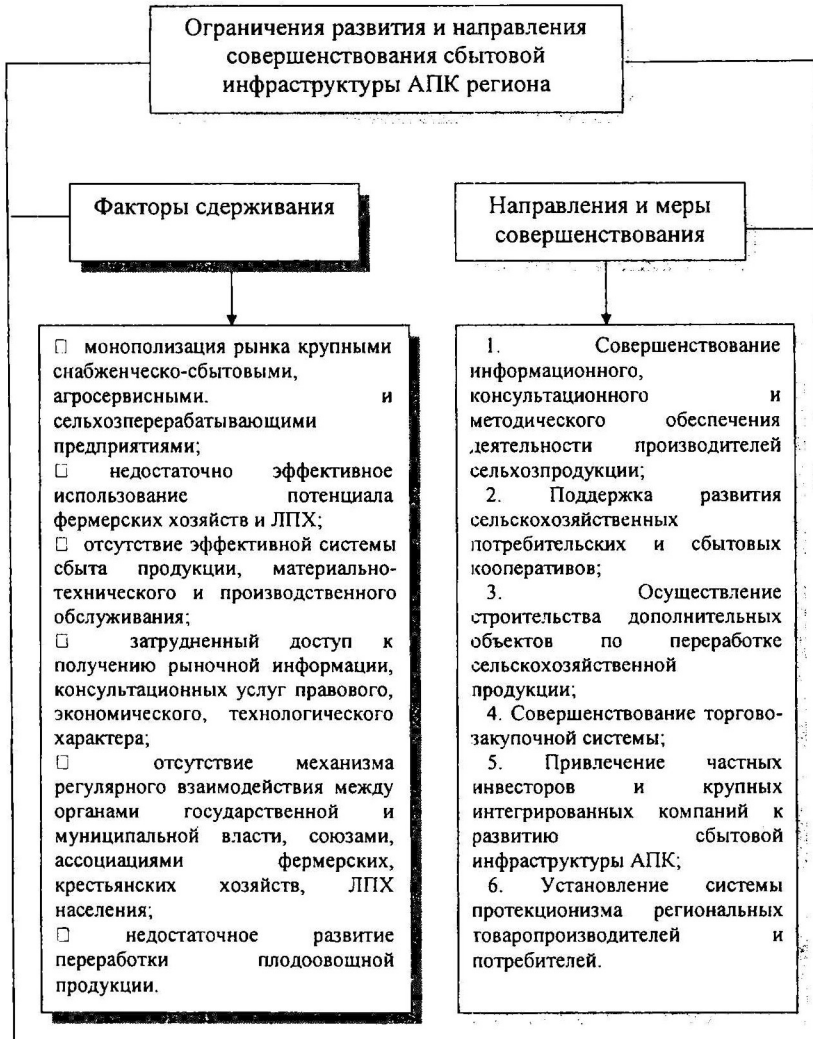 Ограничения развития и направления
совершенствования сбытовой
инфраструктуры АПК региона
Факторы сдерживания
□ монополизация рынка крупными
снабженческо-сбытовыми,
агросервисными. и
сельхозперерабатывающими
предприятиями;
□ недостаточно эффективное
использование потенциала
фермерских хозяйств и ЛПХ;
□ отсутствие эффективной системы
сбыта продукции, материально-
технического и производственного
обслуживания;
□ затрудненный доступ к
получению рыночной информации,
консультационных услуг правового,
экономического, технологического
характера;
□ отсутствие механизма
регулярного взаимодействия между
органами государственной и
муниципальной власти, союзами,
ассоциациями фермерских,
крестьянских хозяйств, ЛПХ
населения;
□ недостаточное развитие
переработки плодоовощной
продукции.
Направления и меры
совершенствования
1. Совершенствование
информационного,
консультационного и
методического обеспечения
деятельности производителей
сельхозпродукции;
2. Поддержка развития
сельскохозяйственных
потребительских и сбытовых
кооперативов;
3. Осуществление
строительства дополнительных
объектов по переработке
сельскохозяйственной
продукции;
4. Совершенствование торгово-
закупочной системы;
5. Привлечение частных
инвесторов и крупных
интегрированных компаний к
развитию сбытовой
инфраструктуры АПК;
6. Установление системы
протекционизма региональных
товаропроизводителей и
потребителей.